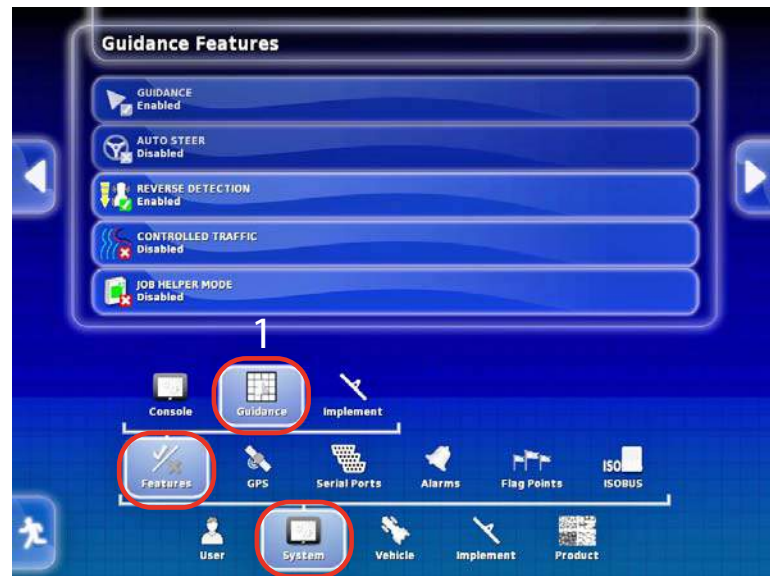 Guidance Features
GUIDANCE
Enabled
AUTO STEER
Disabled
REVERSE DETECTION
Enabled
CONTROLLED TRAFFIC
Disabled
JOB HELPER MODE
Disabled
1
Console Guidance Implement
ISO
Features GPS Serial Ports Alarms Flag Points ISOBUS
User System Vehicle Implement Product